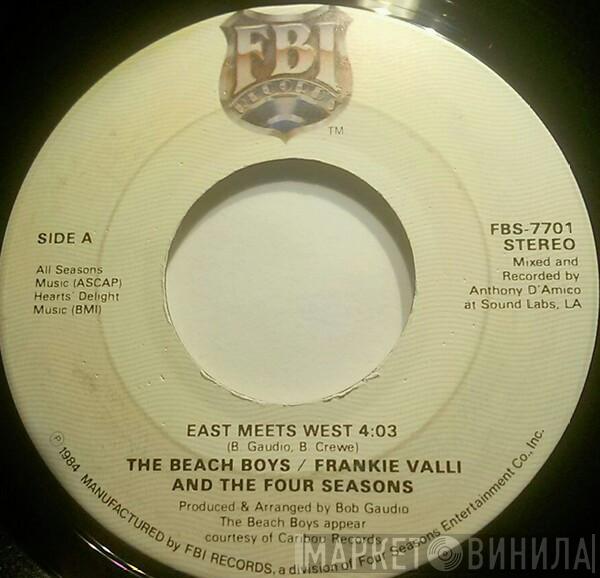 FBI
RECORDS
TM
SIDE A
All Seasons
Music (ASCAP)
Hearts' Delight
Music (BMI)
FBS-7701
STEREO
Mixed and
Recorded by
Anthony D'Amico
at Sound Labs, LA
EAST MEETS WEST 4:03
(B. Gaudio, B. Crewe)
THE BEACH BOYS / FRANKIE VALLI
AND THE FOUR SEASONS
Produced & Arranged by Bob Gaudio
The Beach Boys appear
courtesy of Caribou Records
℗ 1984 MANUFACTURED by FBI RECORDS, a division of Four Seasons Entertainment Co., Inc.
МАРКЕТ ВИНИЛА